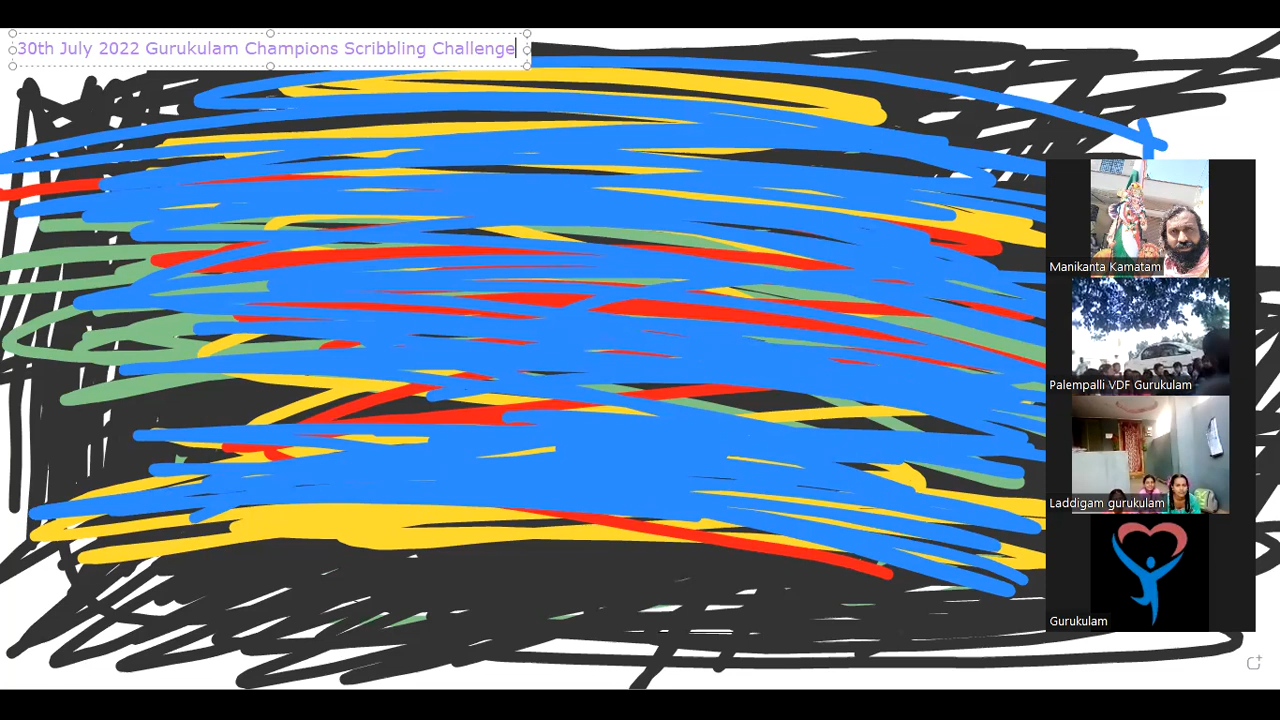 30th July 2022 Gurukulam Champions Scribbling Challenge
Manikanta Kamatam
Palempalli VDF Gurukulam
Laddigam gurukulam
Gurukulam